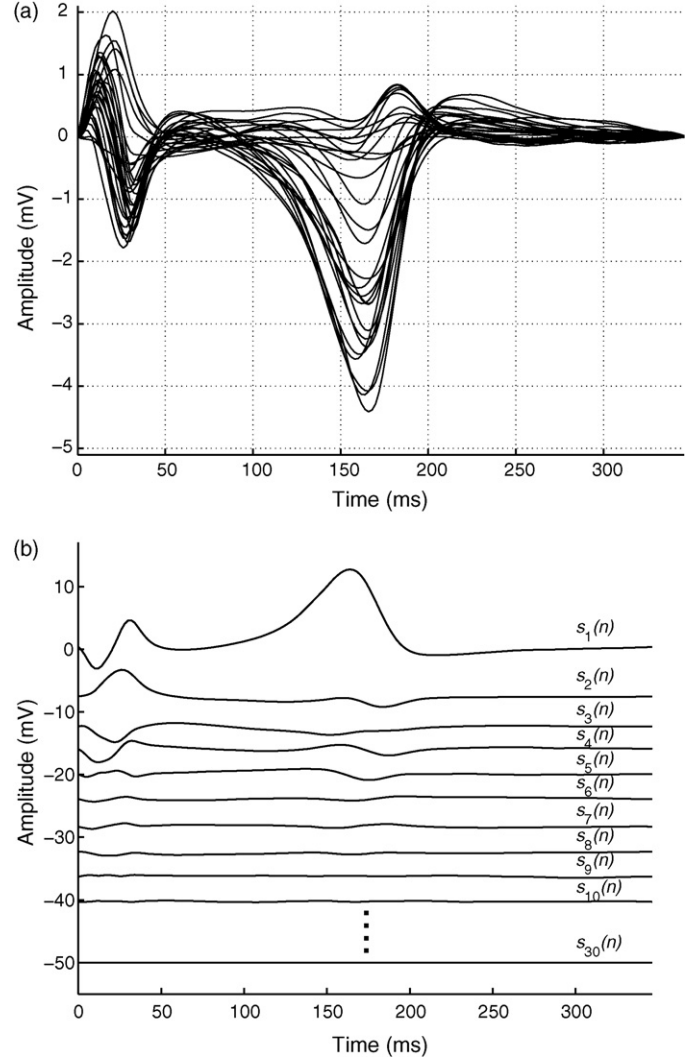 (a)
2
1
0
−1
−2
−3
−4
−5
Amplitude (mV)
0 50 100 150 200 250 300
Time (ms)
(b)
10
0
−10
−20
−30
−40
−50
Amplitude (mV)
s1(n)
s2(n)
s3(n)
s4(n)
s5(n)
s6(n)
s7(n)
s8(n)
s9(n)
s10(n)
s30(n)
0 50 100 150 200 250 300
Time (ms)